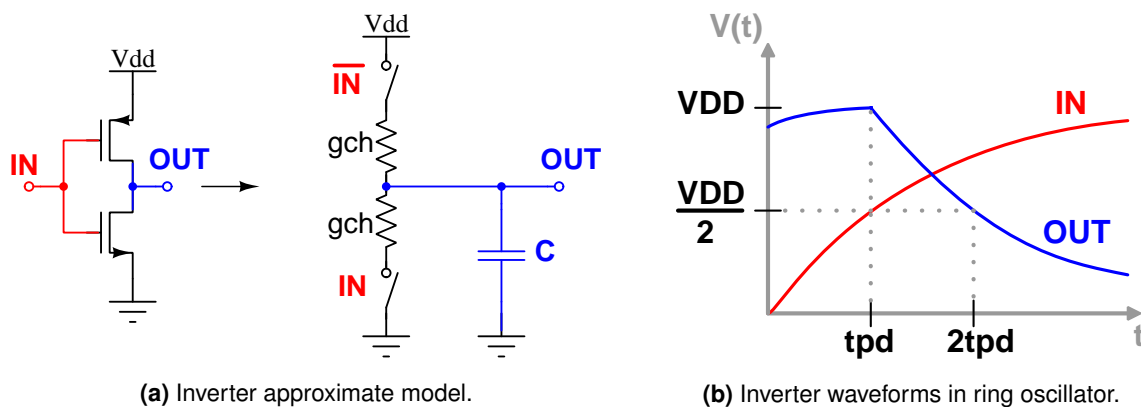 Vdd
IN
OUT
Vdd
IN
gch
OUT
gch
C
IN
V(t)
VDD
IN
VDD
2
OUT
tpd
2tpd
t
(a) Inverter approximate model.
(b) Inverter waveforms in ring oscillator.